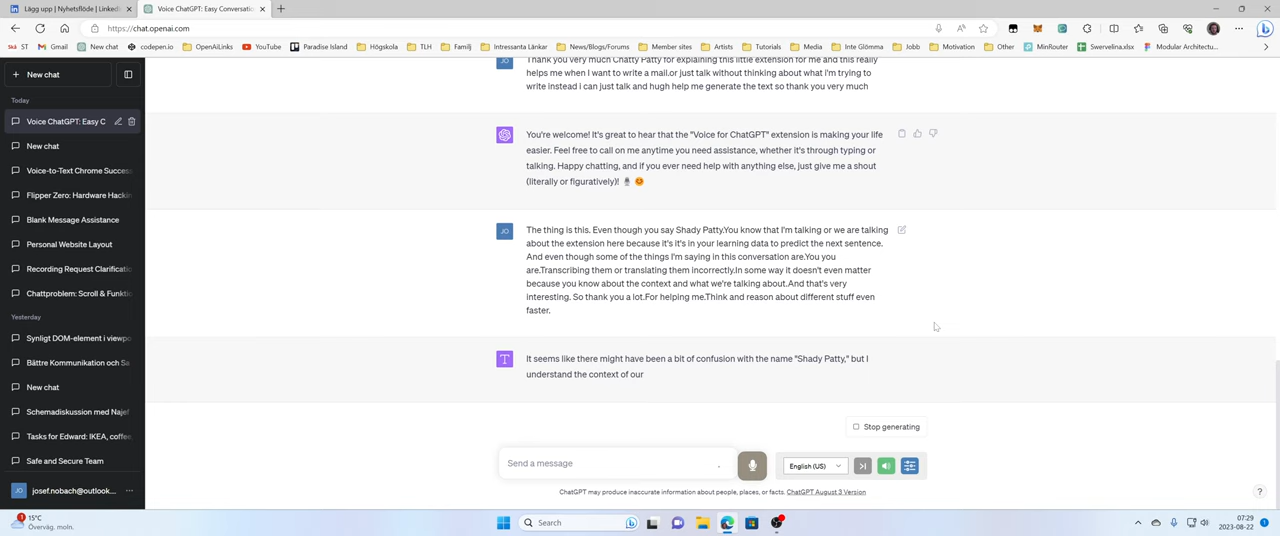 Lägg upp | Nyhetsflöde | LinkedI
Voice ChatGPT: Easy Conversatio
https://chat.openai.com
ST
Gmail
New chat
codepen.io
OpenAiLinks
YouTube
Paradise Island
Högskola
TLH
Familj
Intressanta Länkar
News/Blogs/Forums
Member sites
Artists
Tutorials
Media
Inte Glömma
Jobb
Motivation
Other
MinRouter
Swervelina.xlsx
Modular Architectu...
New chat
Today
Voice ChatGPT: Easy C
New chat
Voice-to-Text Chrome Success
Flipper Zero: Hardware Hackin
Blank Message Assistance
Personal Website Layout
Recording Request Clarificatio
Chattproblem: Scroll & Funktio
Yesterday
Synligt DOM-element i viewpo
Bättre Kommunikation och Sa
New chat
Schemadiskussion med Najef
Tasks for Edward: IKEA, coffee
Safe and Secure Team
JO
josef.nobach@outlook....
JO
Thank you very much Chatty Patty for explaining this little extension for me and this really
helps me when I want to write a mail.or just talk without thinking about what i'm trying to
write instead i can just talk and hugh help me generate the text so thank you very much
You're welcome! It's great to hear that the "Voice for ChatGPT" extension is making your life
easier. Feel free to call on me anytime you need assistance, whether it's through typing or
talking. Happy chatting, and if you ever need help with anything else, just give me a shout
(literally or figuratively)! 🎙️ 😊
JO
The thing is this. Even though you say Shady Patty.You know that I'm talking or we are talking
about the extension here because it's it's in your learning data to predict the next sentence.
And even though some of the things I'm saying in this conversation are.You you
are.Transcribing them or translating them incorrectly.In some way it doesn't even matter
because you know about the context and what we're talking about.And that's very
interesting. So thank you a lot.For helping me.Think and reason about different stuff even
faster.
T
It seems like there might have been a bit of confusion with the name "Shady Patty," but I
understand the context of our
Stop generating
Send a message
English (US)
ChatGPT may produce inaccurate information about people, places, or facts. ChatGPT August 3 Version
?
15°C
Överväg. moln.
Search
07:29
2023-08-22